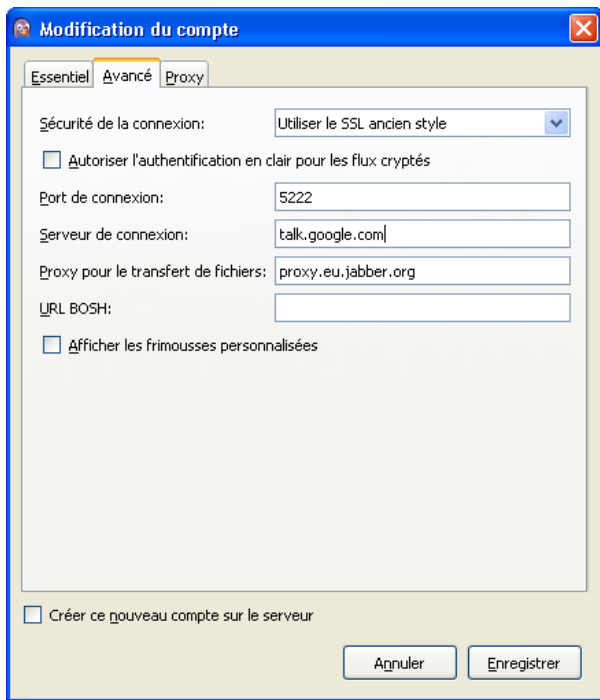 Modification du compte
Essentiel Avancé Proxy
Sécurité de la connexion: Utiliser le SSL ancien style
Autoriser l'authentification en clair pour les flux cryptés
Port de connexion: 5222
Serveur de connexion: talk.google.com
Proxy pour le transfert de fichiers: proxy.eu.jabber.org
URL BOSH:
Afficher les frimousses personnalisées
Créer ce nouveau compte sur le serveur
Annuler Enregistrer